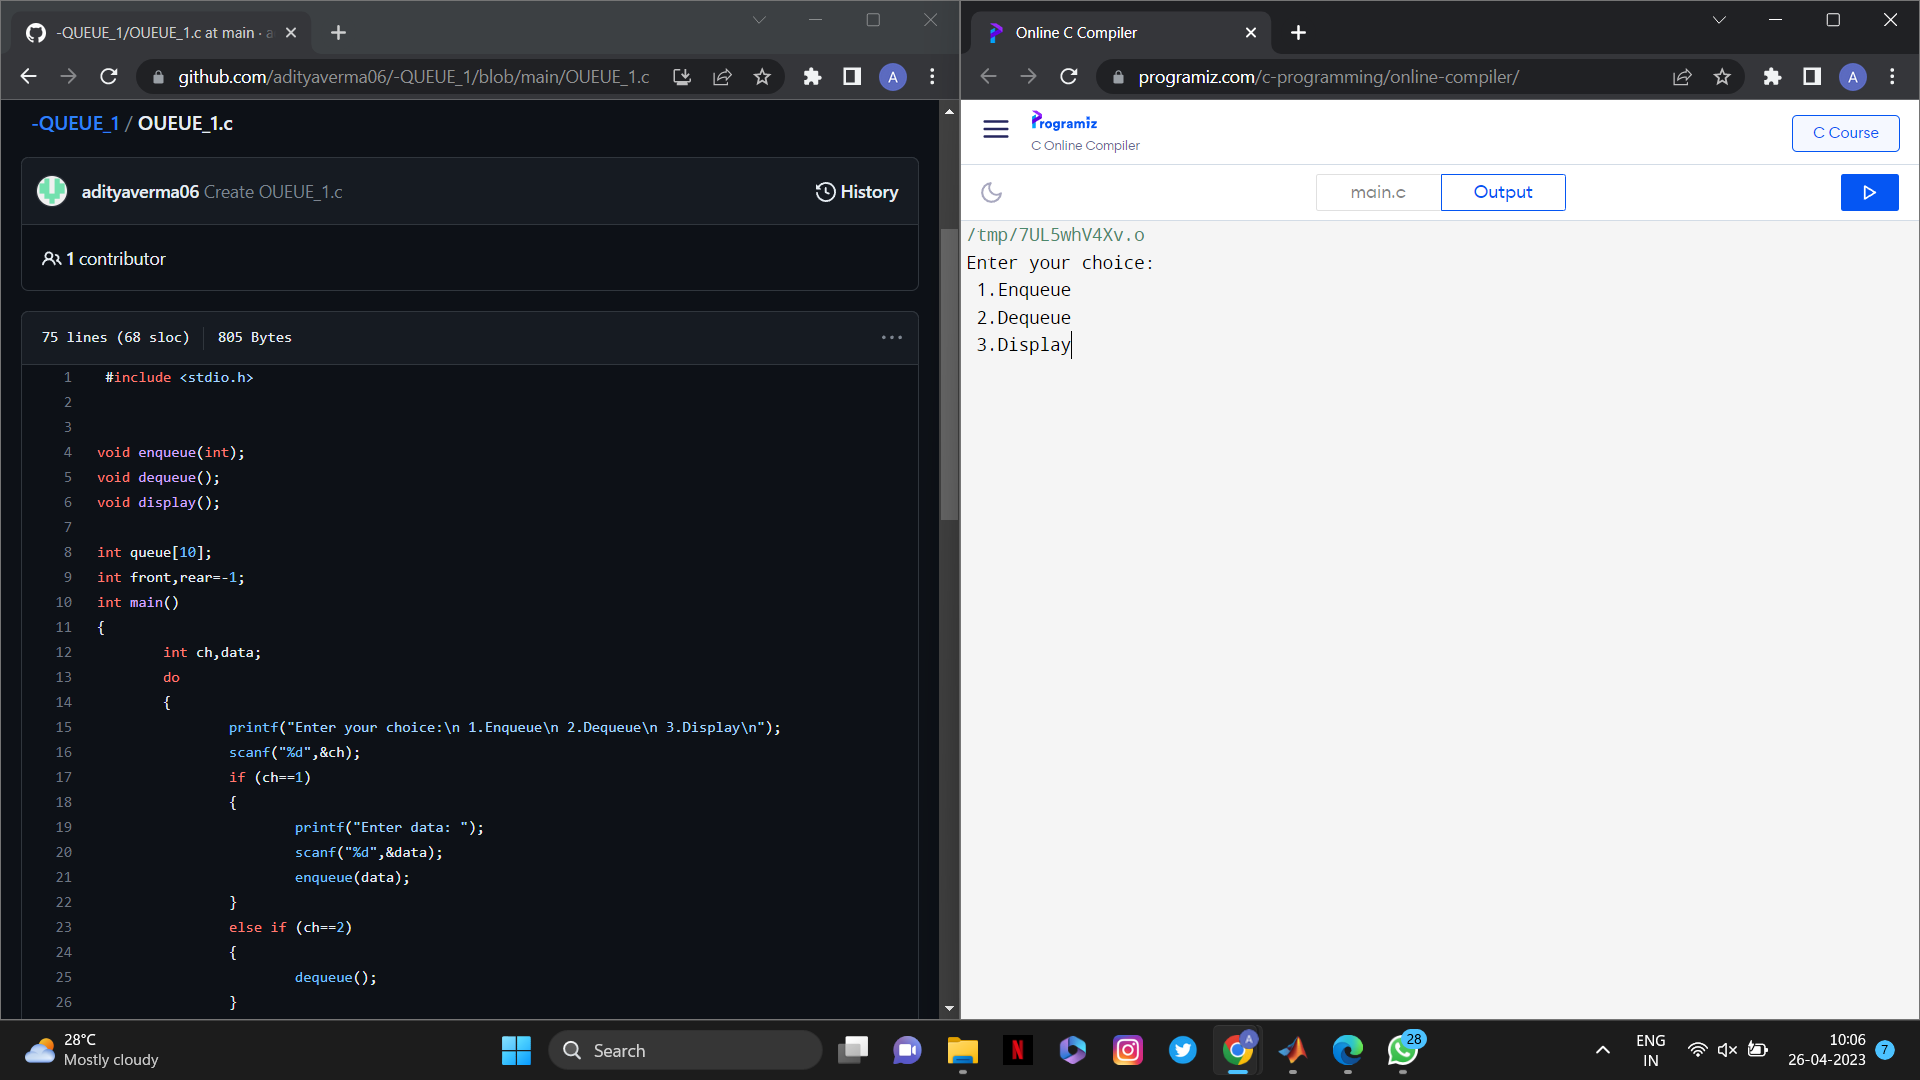 -QUEUE_1/OUEUE_1.c at main · a
github.com/adityaverma06/-QUEUE_1/blob/main/OUEUE_1.c
A
-QUEUE_1 / OUEUE_1.c
adityaverma06 Create OUEUE_1.c
History
1 contributor
75 lines (68 sloc) 805 Bytes
1 #include <stdio.h>
2
3
4 void enqueue(int);
5 void dequeue();
6 void display();
7
8 int queue[10];
9 int front,rear=-1;
10 int main()
11 {
12 int ch,data;
13 do
14 {
15 printf("Enter your choice:\n 1.Enqueue\n 2.Dequeue\n 3.Display\n");
16 scanf("%d",&ch);
17 if (ch==1)
18 {
19 printf("Enter data: ");
20 scanf("%d",&data);
21 enqueue(data);
22 }
23 else if (ch==2)
24 {
25 dequeue();
26 }
Online C Compiler
programiz.com/c-programming/online-compiler/
A
Programiz
C Online Compiler
C Course
main.c
Output
/tmp/7UL5whV4Xv.o
Enter your choice:
1.Enqueue
2.Dequeue
3.Display
28°C
Mostly cloudy
Search
N
A
28
ENG
IN
10:06
26-04-2023
7